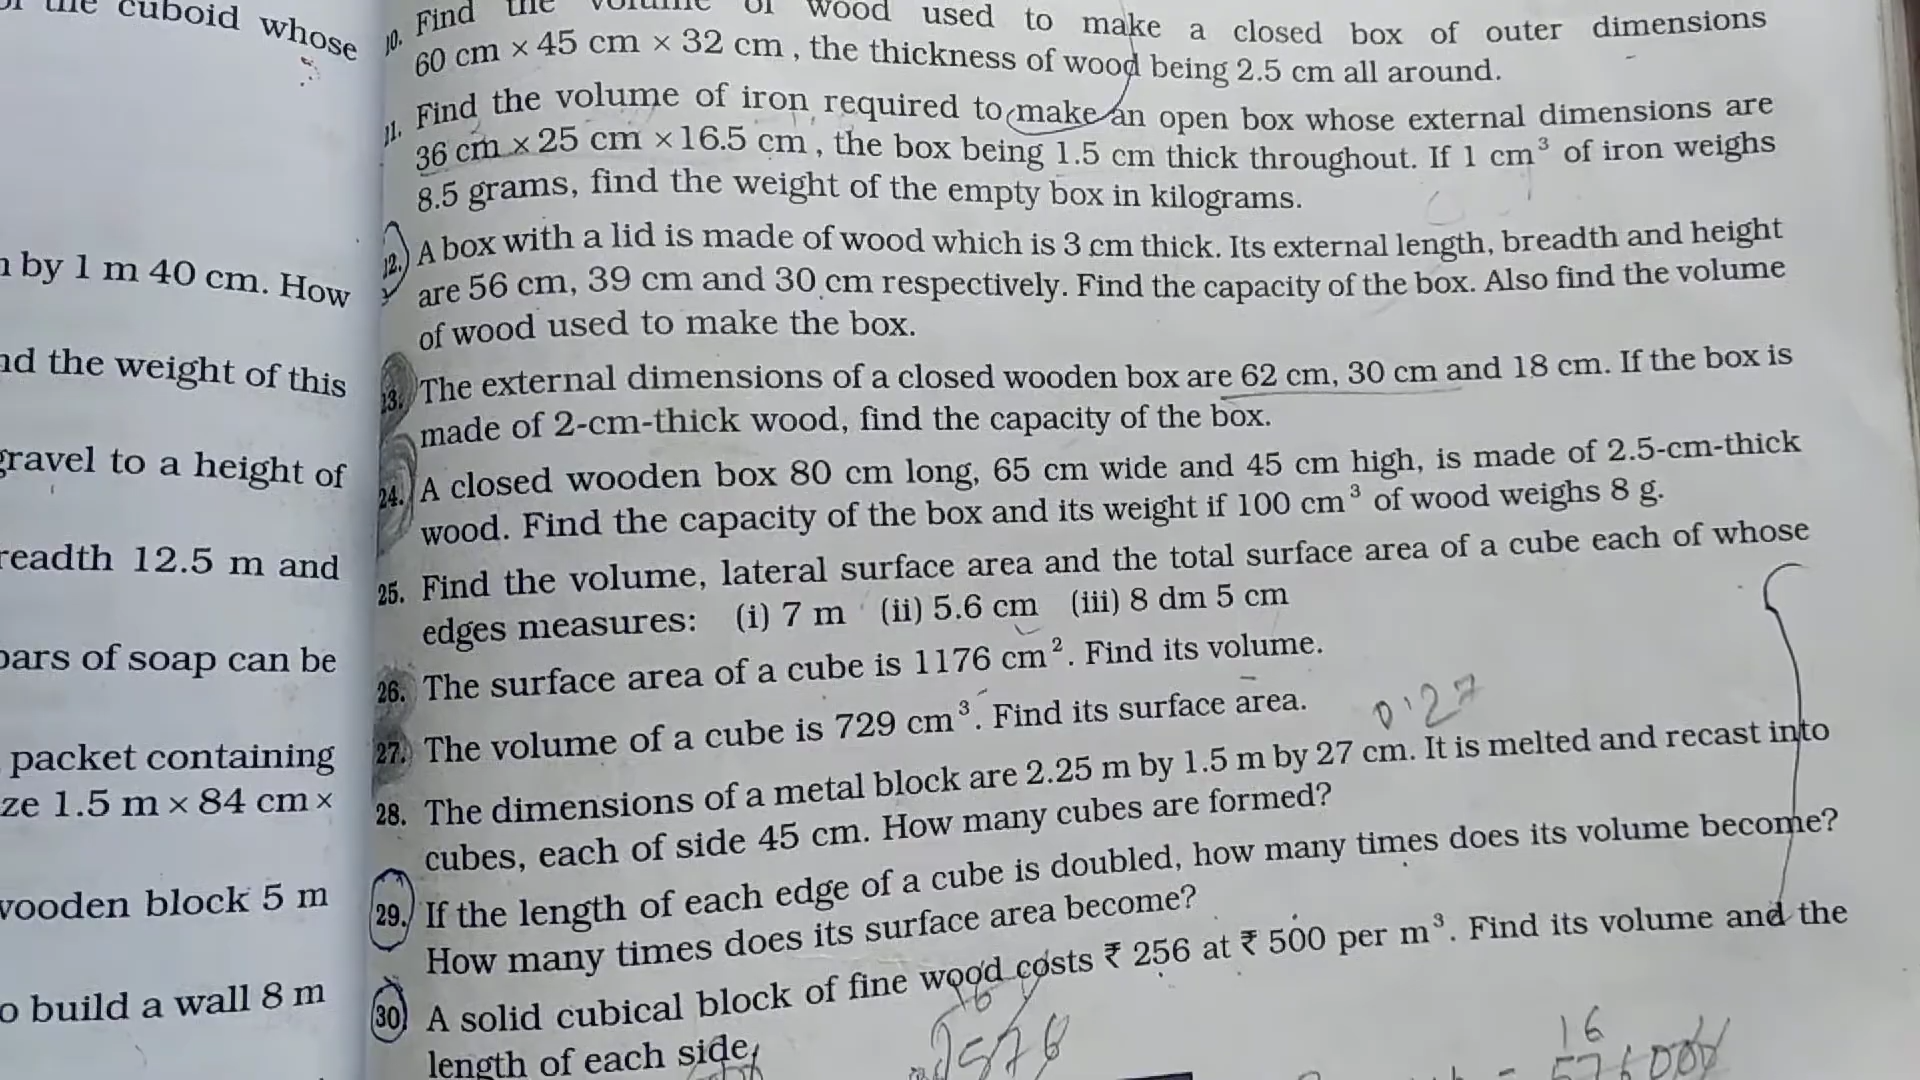 the cuboid whose
by 1 m 40 cm. How
the weight of this
gravel to a height of
breadth 12.5 m and
bars of soap can be
packet containing
1.5 m × 84 cm ×
wooden block 5 m
build a wall 8 m
Find the volume of wood used to make a closed box of outer dimensions
60 cm × 45 cm × 32 cm, the thickness of wood being 2.5 cm all around.
Find the volume of iron required to make an open box whose external dimensions are
36 cm × 25 cm × 16.5 cm, the box being 1.5 cm thick throughout. If 1 cm³ of iron weighs
8.5 grams, find the weight of the empty box in kilograms.
A box with a lid is made of wood which is 3 cm thick. Its external length, breadth and height
are 56 cm, 39 cm and 30 cm respectively. Find the capacity of the box. Also find the volume
of wood used to make the box.
The external dimensions of a closed wooden box are 62 cm, 30 cm and 18 cm. If the box is
made of 2-cm-thick wood, find the capacity of the box.
24. A closed wooden box 80 cm long, 65 cm wide and 45 cm high, is made of 2.5-cm-thick
wood. Find the capacity of the box and its weight if 100 cm³ of wood weighs 8 g.
25. Find the volume, lateral surface area and the total surface area of a cube each of whose
edges measures: (i) 7 m (ii) 5.6 cm (iii) 8 dm 5 cm
26. The surface area of a cube is 1176 cm². Find its volume.
27. The volume of a cube is 729 cm³. Find its surface area.
0.27
28. The dimensions of a metal block are 2.25 m by 1.5 m by 27 cm. It is melted and recast into
cubes, each of side 45 cm. How many cubes are formed?
29. If the length of each edge of a cube is doubled, how many times does its volume become?
How many times does its surface area become?
30. A solid cubical block of fine wood costs ₹ 256 at ₹ 500 per m³. Find its volume and the
length of each side.
16